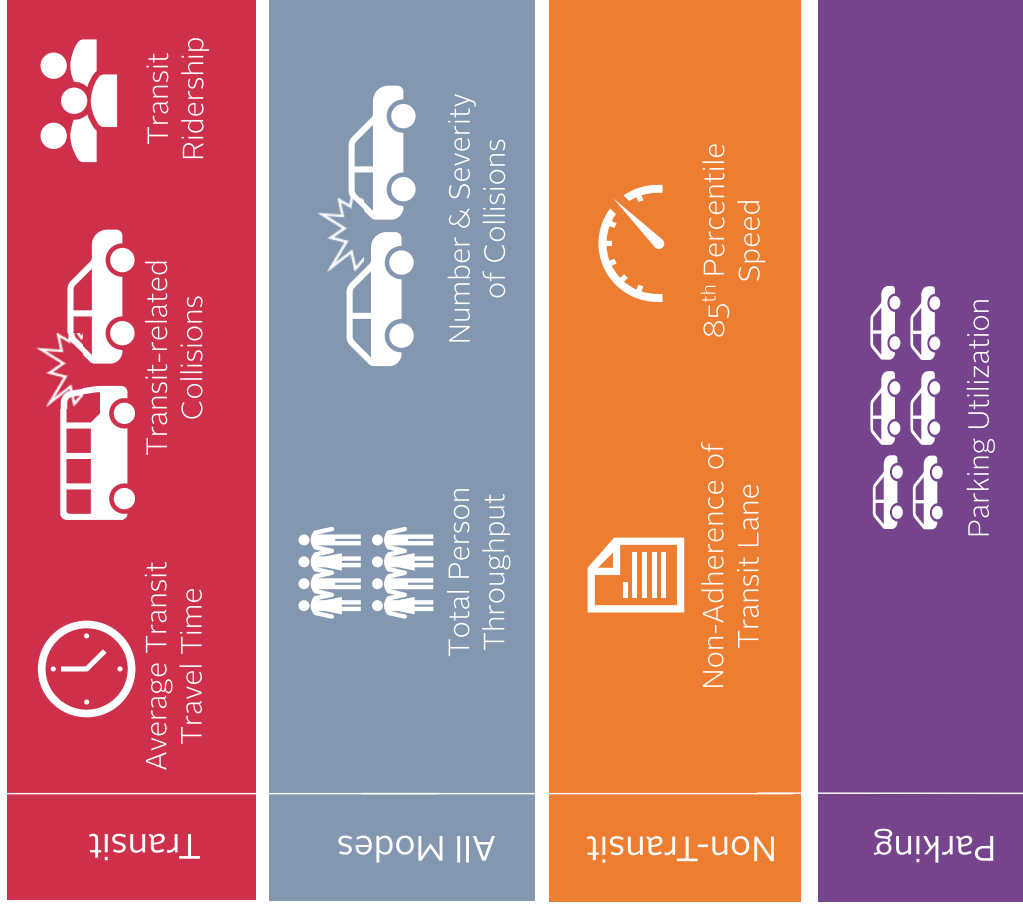 Transit
Average Transit
Travel Time
Transit-related
Collisions
Transit
Ridership
All Modes
Total Person
Throughput
Number & Severity
of Collisions
Non-Transit
Non-Adherence of
Transit Lane
85th Percentile
Speed
Parking
Parking Utilization